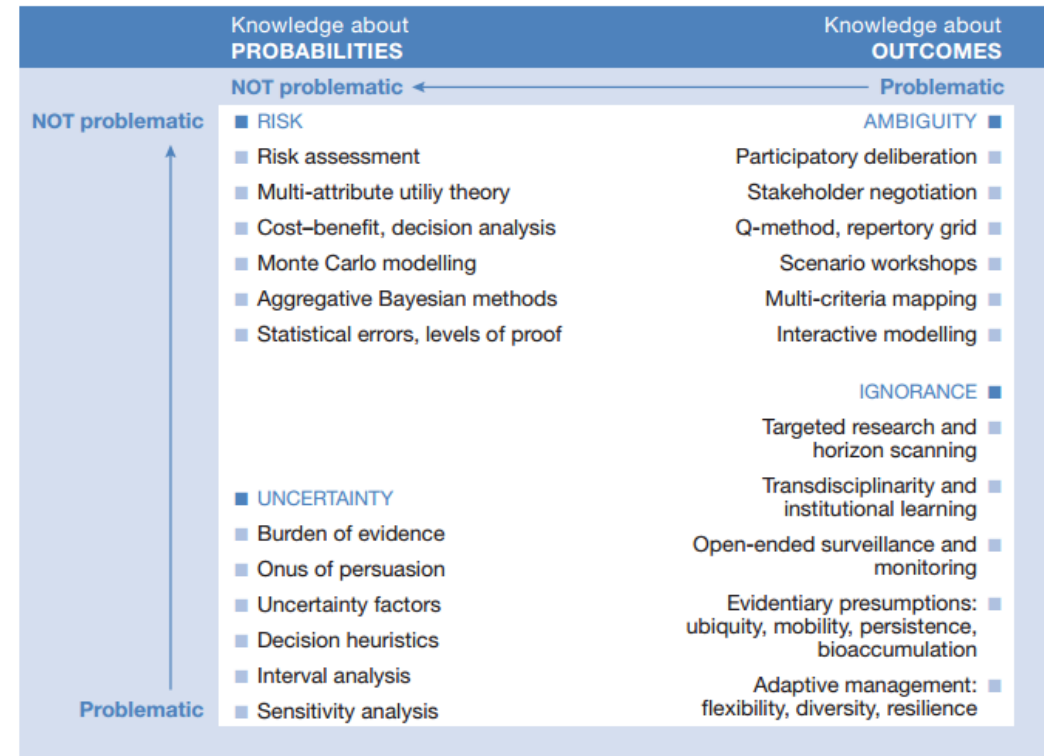 Knowledge about
PROBABILITIES
Knowledge about
OUTCOMES
NOT problematic
Problematic
NOT problematic
RISK
Risk assessment
Multi-attribute utiliy theory
Cost–benefit, decision analysis
Monte Carlo modelling
Aggregative Bayesian methods
Statistical errors, levels of proof
AMBIGUITY
Participatory deliberation
Stakeholder negotiation
Q-method, repertory grid
Scenario workshops
Multi-criteria mapping
Interactive modelling
UNCERTAINTY
Burden of evidence
Onus of persuasion
Uncertainty factors
Decision heuristics
Interval analysis
Sensitivity analysis
IGNORANCE
Targeted research and
horizon scanning
Transdisciplinarity and
institutional learning
Open-ended surveillance and
monitoring
Evidentiary presumptions:
ubiquity, mobility, persistence,
bioaccumulation
Adaptive management:
flexibility, diversity, resilience
Problematic